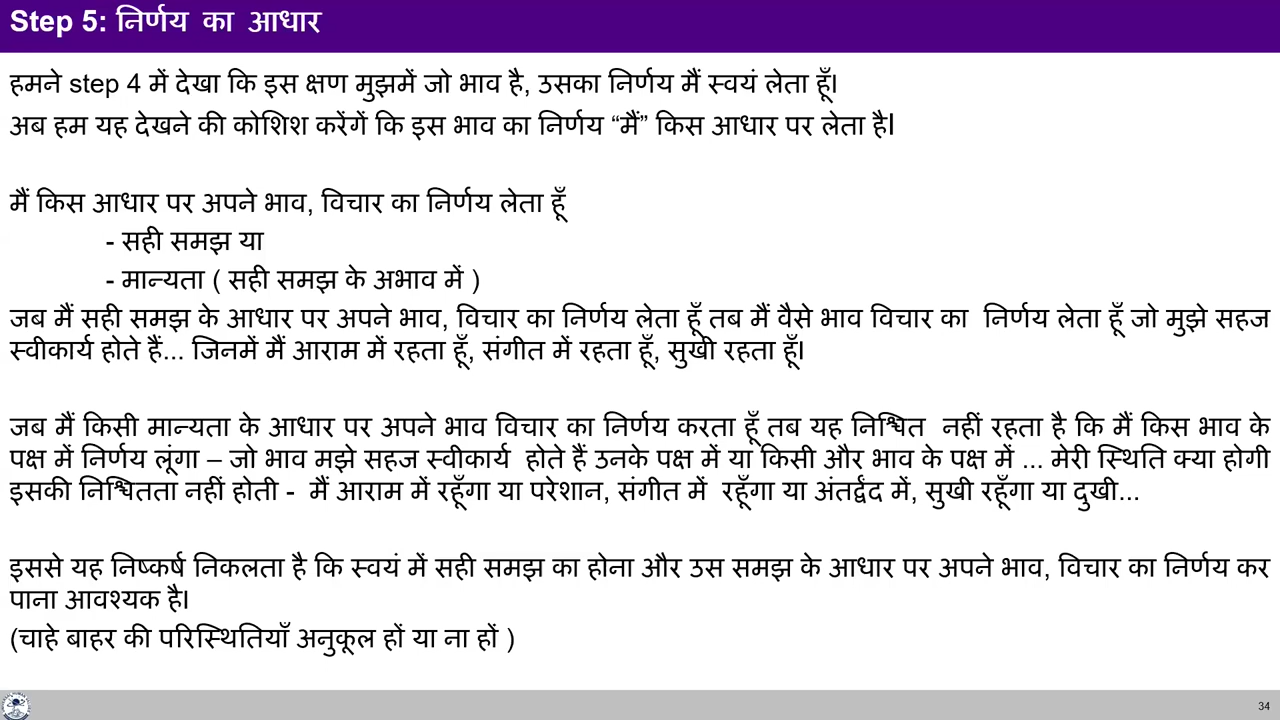 Step 5: निर्णय का आधार
हमने step 4 में देखा कि इस क्षण मुझमें जो भाव है, उसका निर्णय मैं स्वयं लेता हूँ।
अब हम यह देखने की कोशिश करेंगें कि इस भाव का निर्णय “मैं” किस आधार पर लेता है।
मैं किस आधार पर अपने भाव, विचार का निर्णय लेता हूँ
- सही समझ या
- मान्यता ( सही समझ के अभाव में )
जब मैं सही समझ के आधार पर अपने भाव, विचार का निर्णय लेता हूँ तब मैं वैसे भाव विचार का निर्णय लेता हूँ जो मुझे सहज
स्वीकार्य होते हैं... जिनमें मैं आराम में रहता हूँ, संगीत में रहता हूँ, सुखी रहता हूँ।
जब मैं किसी मान्यता के आधार पर अपने भाव विचार का निर्णय करता हूँ तब यह निश्चित नहीं रहता है कि मैं किस भाव के
पक्ष में निर्णय लूंगा – जो भाव मझे सहज स्वीकार्य होते हैं उनके पक्ष में या किसी और भाव के पक्ष में ... मेरी स्थिति क्या होगी
इसकी निश्चितता नहीं होती - मैं आराम में रहूँगा या परेशान, संगीत में रहूँगा या अंतर्द्वंद में, सुखी रहूँगा या दुखी...
इससे यह निष्कर्ष निकलता है कि स्वयं में सही समझ का होना और उस समझ के आधार पर अपने भाव, विचार का निर्णय कर
पाना आवश्यक है।
(चाहे बाहर की परिस्थितियाँ अनुकूल हों या ना हों )
34